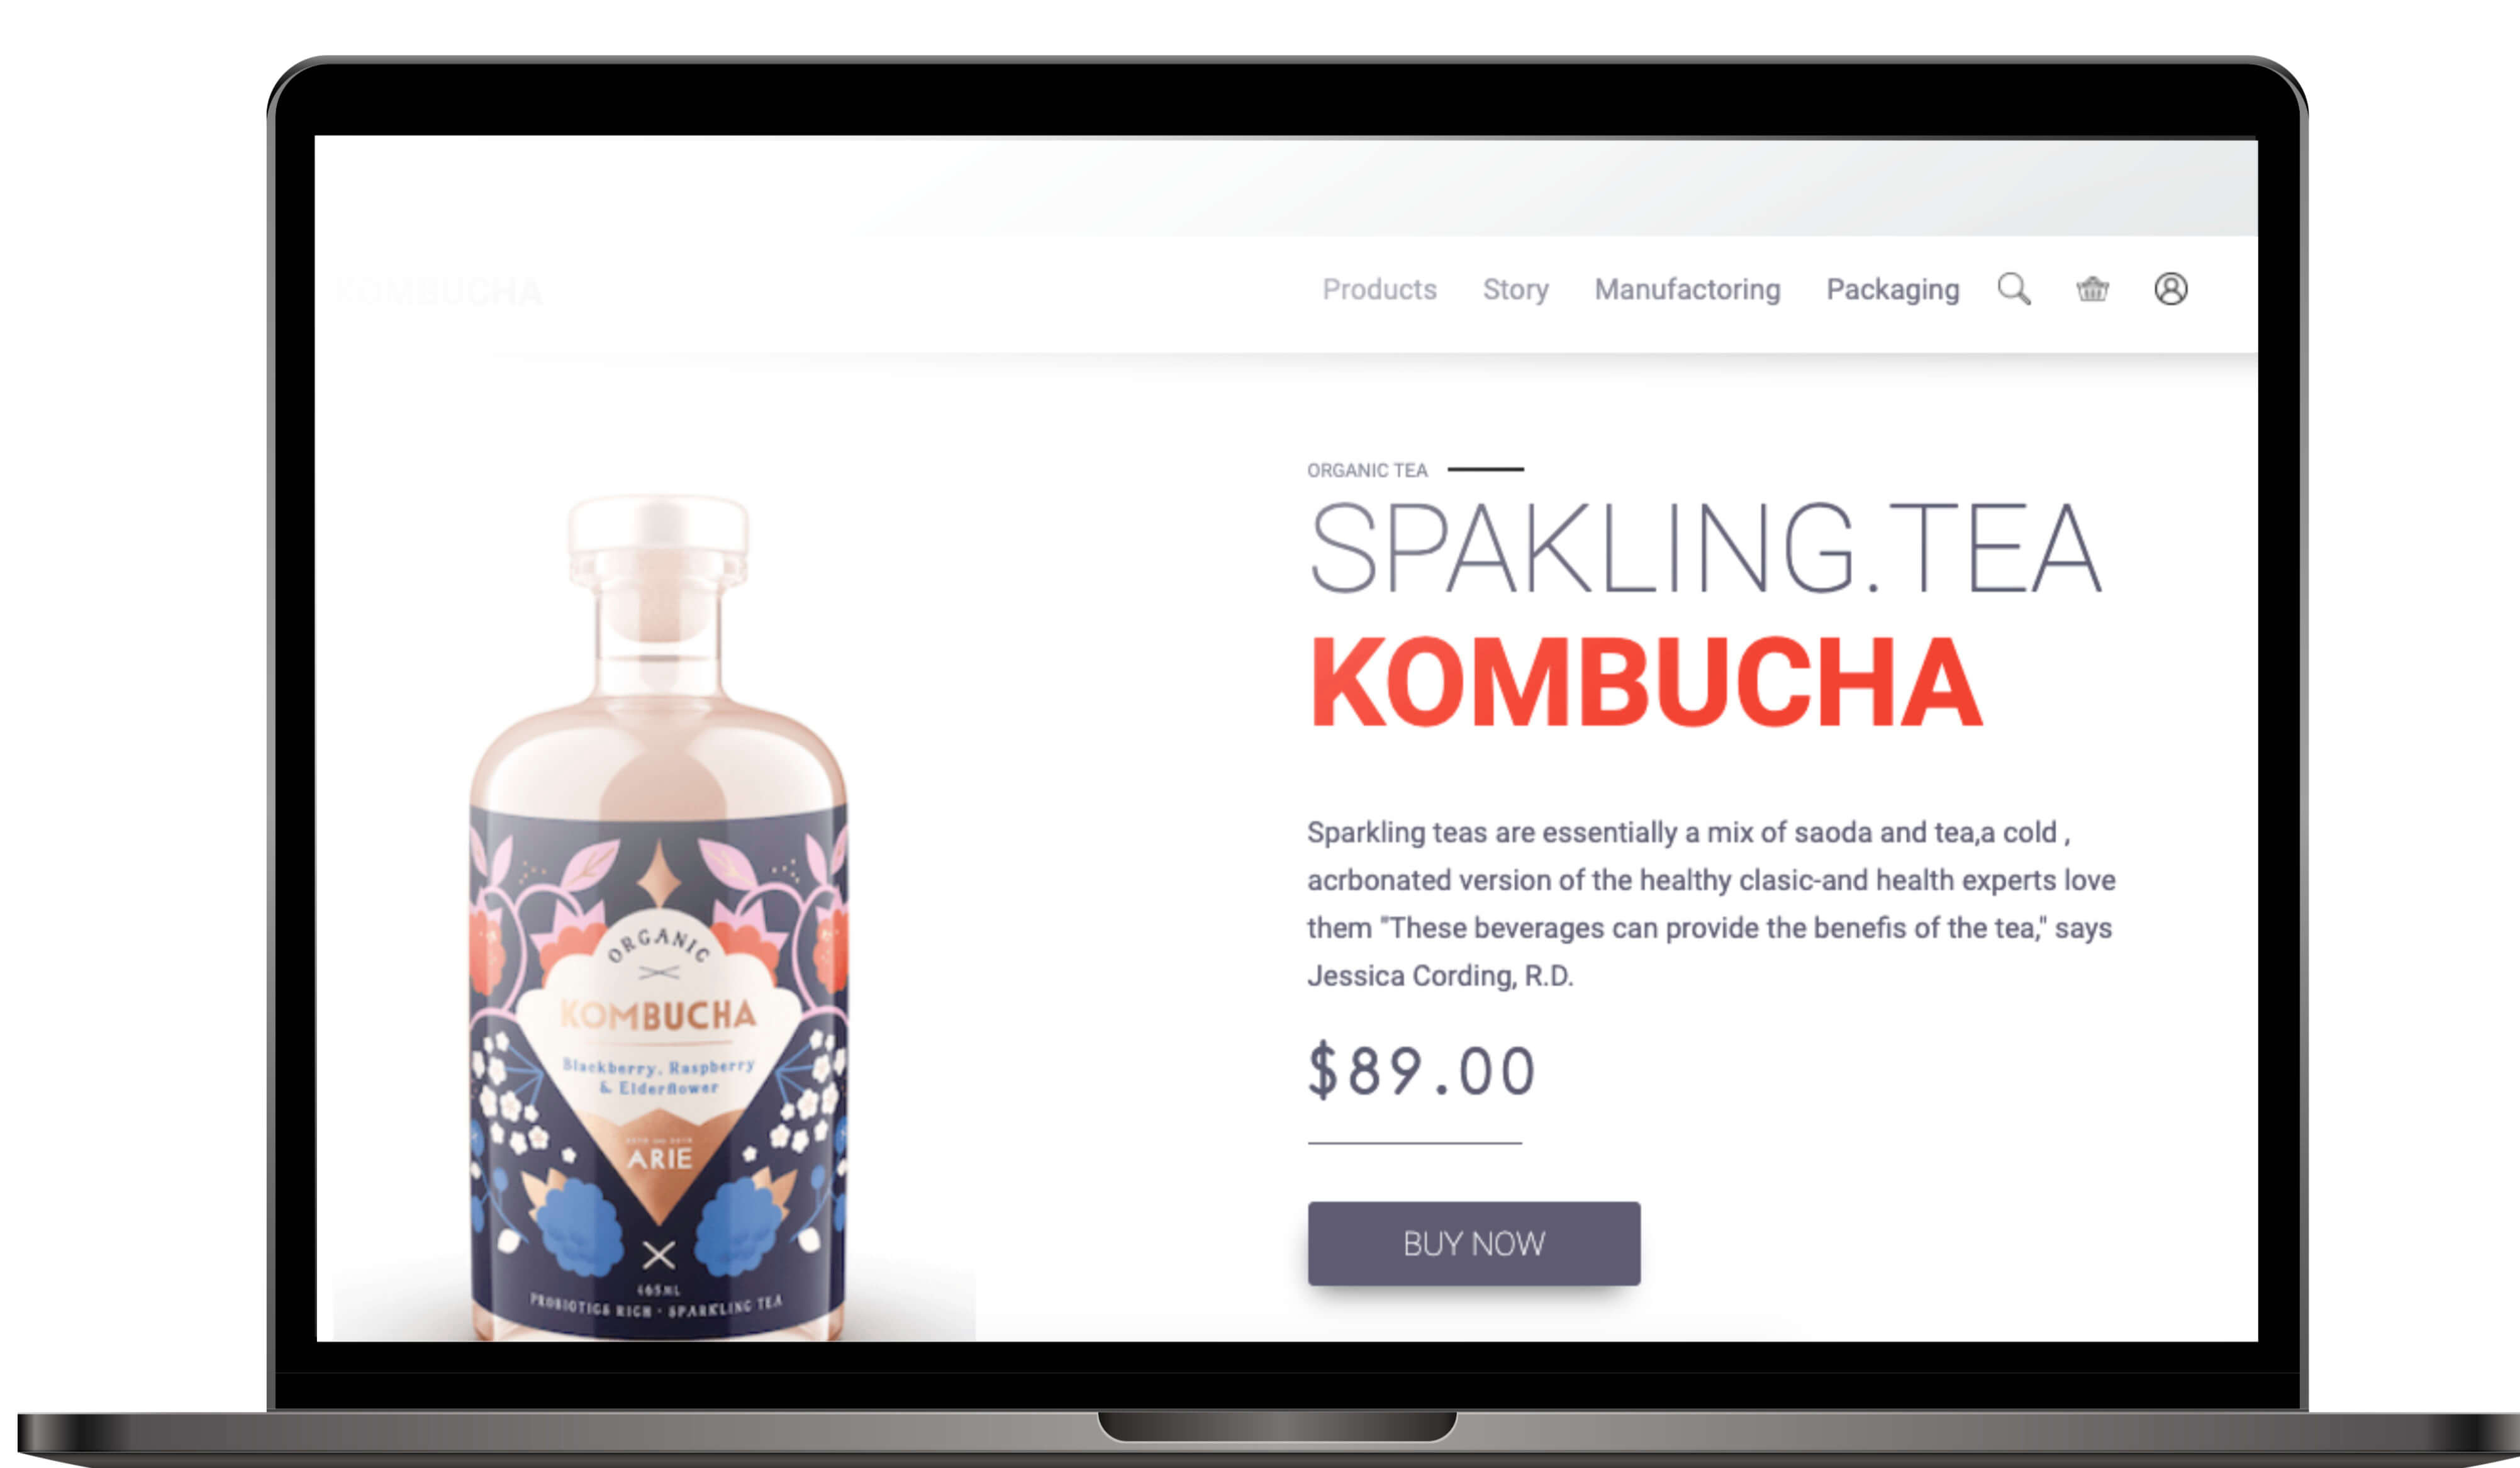 KOMBUCHA
Products Story Manufactoring Packaging
ORGANIC TEA
SPAKLING.TEA
KOMBUCHA
Sparkling teas are essentially a mix of saoda and tea,a cold ,
acrbonated version of the healthy clasic-and health experts love
them "These beverages can provide the benefis of the tea," says
Jessica Cording, R.D.
$89.00
BUY NOW
ORGANIC
KOMBUCHA
Blackberry, Raspberry
& Elderflower
ARIE
465ML
PROBIOTICS RICH · SPARKLING TEA